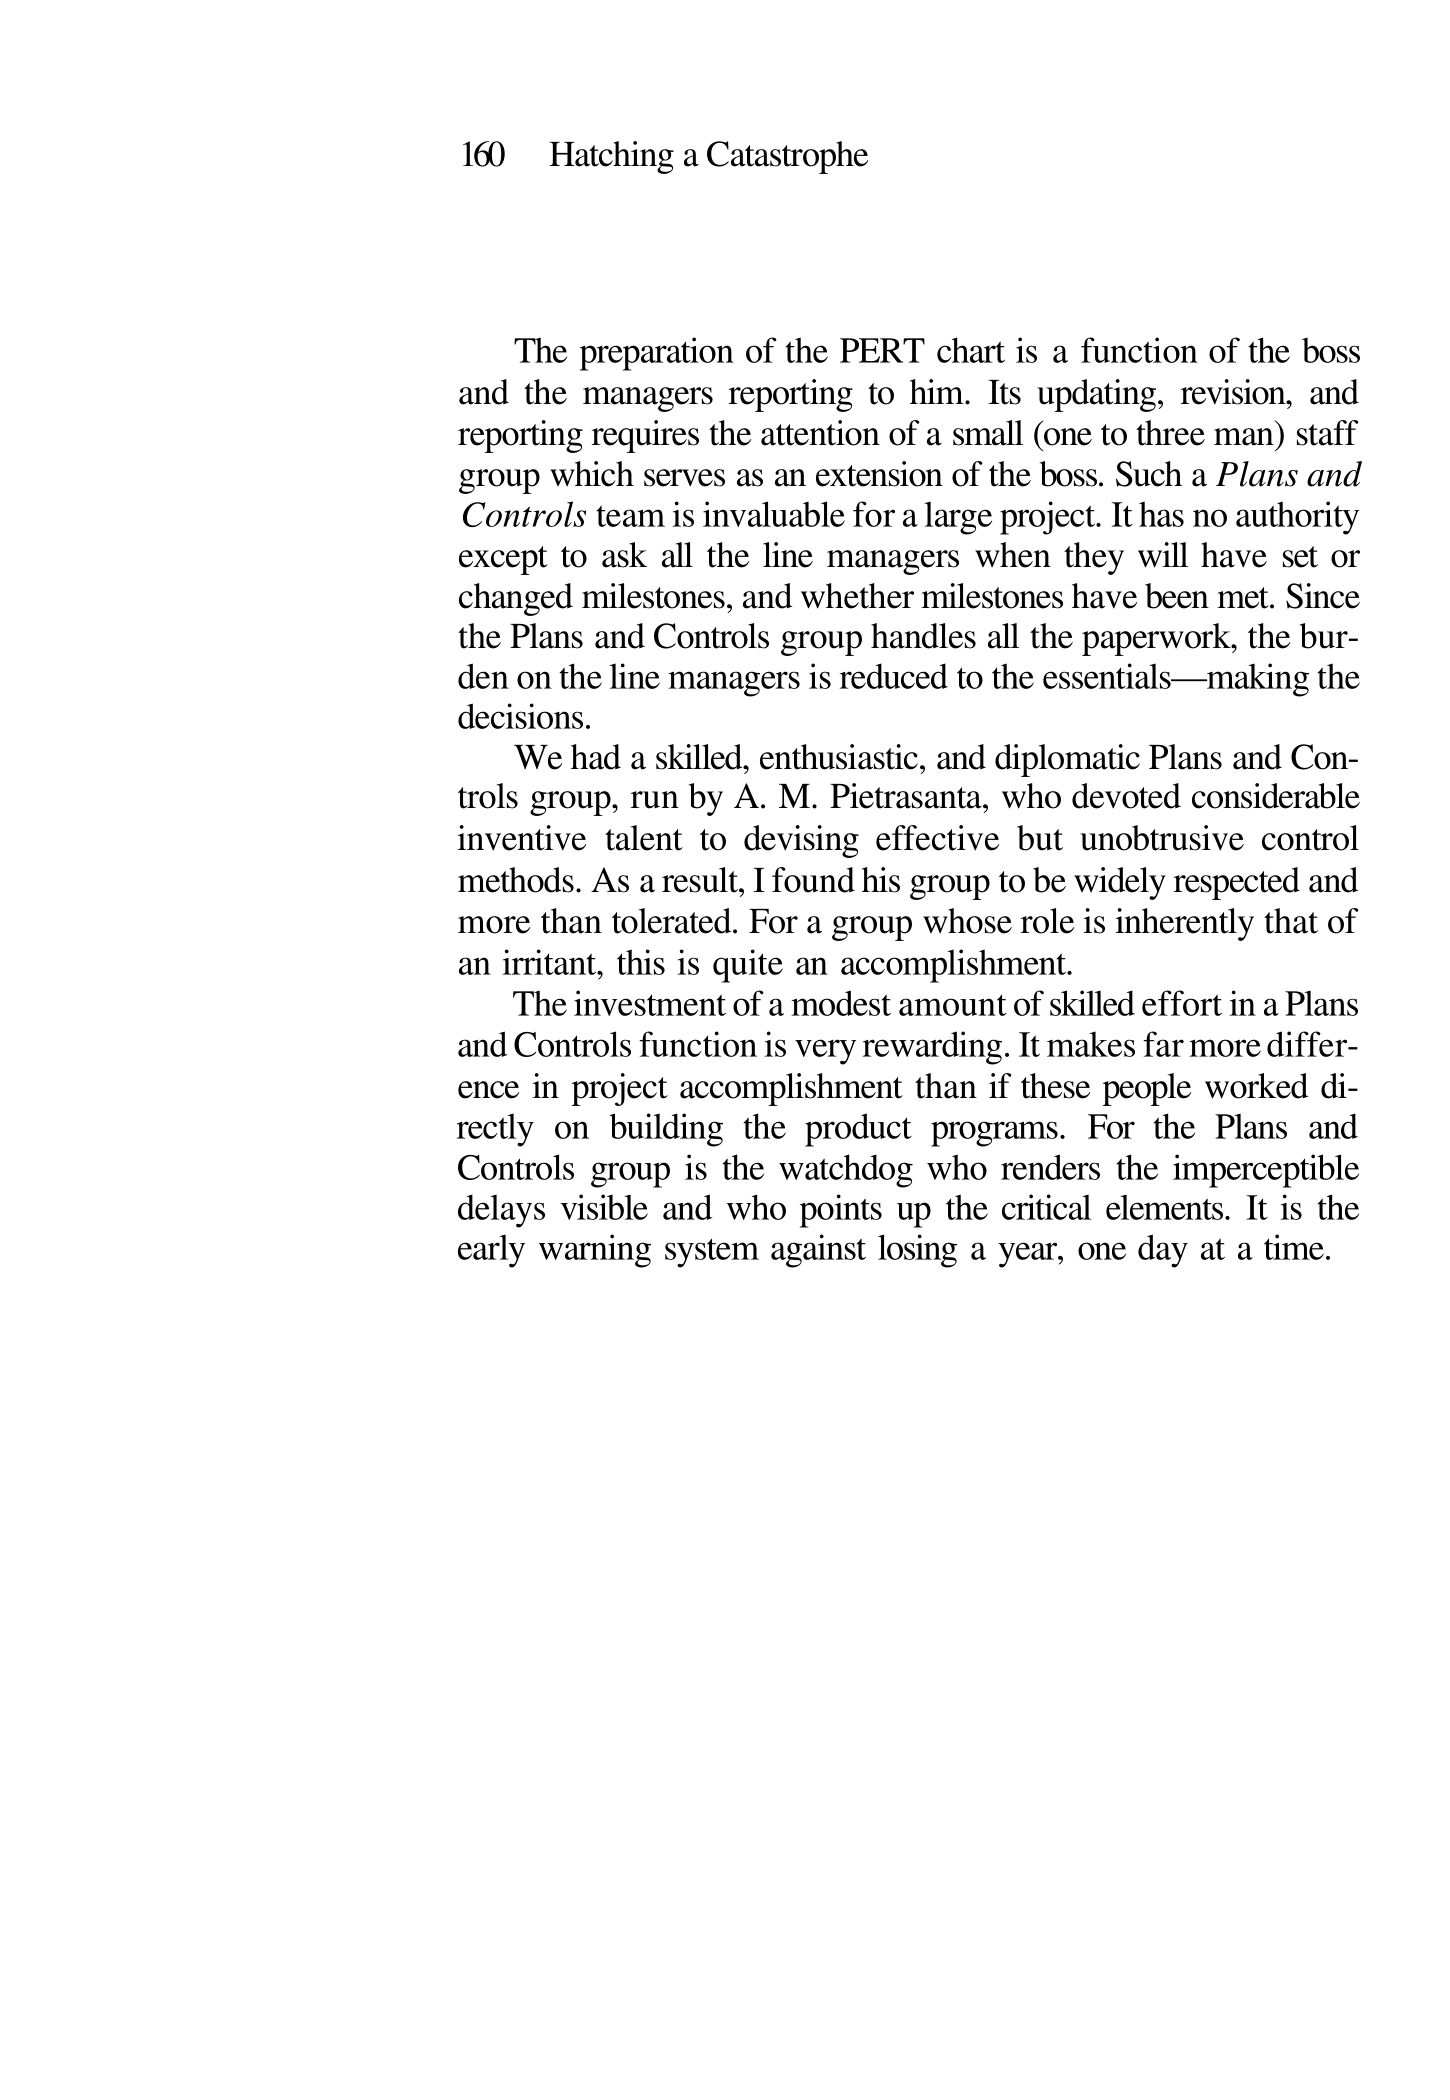 160 Hatching a Catastrophe
The preparation of the PERT chart is a function of the boss
and the managers reporting to him. Its updating, revision, and
reporting requires the attention of a small (one to three man) staff
group which serves as an extension of the boss. Such a Plans and
Controls team is invaluable for a large project. It has no authority
except to ask all the line managers when they will have set or
changed milestones, and whether milestones have been met. Since
the Plans and Controls group handles all the paperwork, the bur-
den on the line managers is reduced to the essentials—making the
decisions.
We had a skilled, enthusiastic, and diplomatic Plans and Con-
trols group, run by A. M. Pietrasanta, who devoted considerable
inventive talent to devising effective but unobtrusive control
methods. As a result, I found his group to be widely respected and
more than tolerated. For a group whose role is inherently that of
an irritant, this is quite an accomplishment.
The investment of a modest amount of skilled effort in a Plans
and Controls function is very rewarding. It makes far more differ-
ence in project accomplishment than if these people worked di-
rectly on building the product programs. For the Plans and
Controls group is the watchdog who renders the imperceptible
delays visible and who points up the critical elements. It is the
early warning system against losing a year, one day at a time.